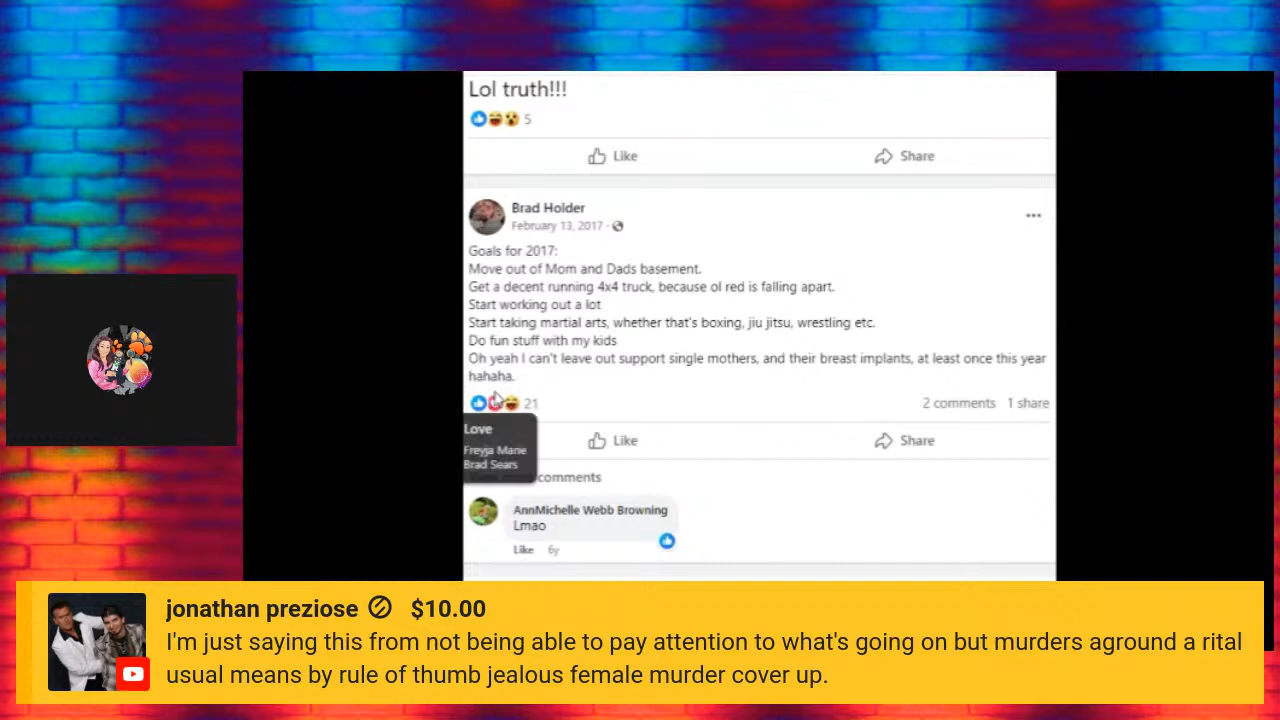 Lol truth!!!
5
Like
Share
Brad Holder
February 13, 2017 ·
Goals for 2017:
Move out of Mom and Dads basement.
Get a decent running 4x4 truck, because ol red is falling apart.
Start working out a lot
Start taking martial arts, whether that's boxing, jiu jitsu, wrestling etc.
Do fun stuff with my kids
Oh yeah I can't leave out support single mothers, and their breast implants, at least once this year
hahaha.
21
2 comments 1 share
Love
Freyja Marie
Brad Sears
Like
Share
comments
AnnMichelle Webb Browning
Lmao
Like 6y
jonathan preziose $10.00
I'm just saying this from not being able to pay attention to what's going on but murders aground a rital
usual means by rule of thumb jealous female murder cover up.